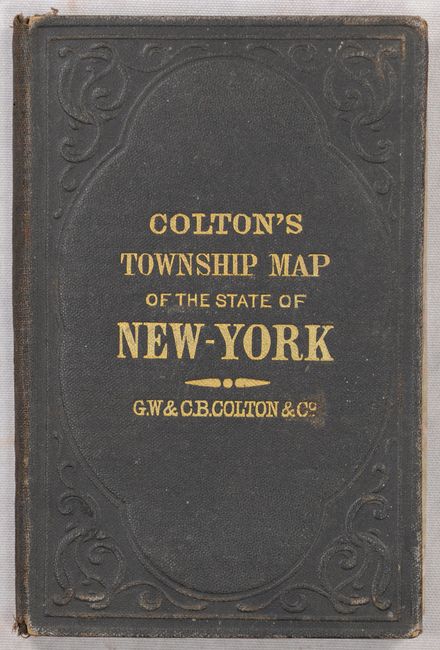 COLTON'S
TOWNSHIP MAP
OF THE STATE OF
NEW-YORK
G.W & C.B. COLTON & Co